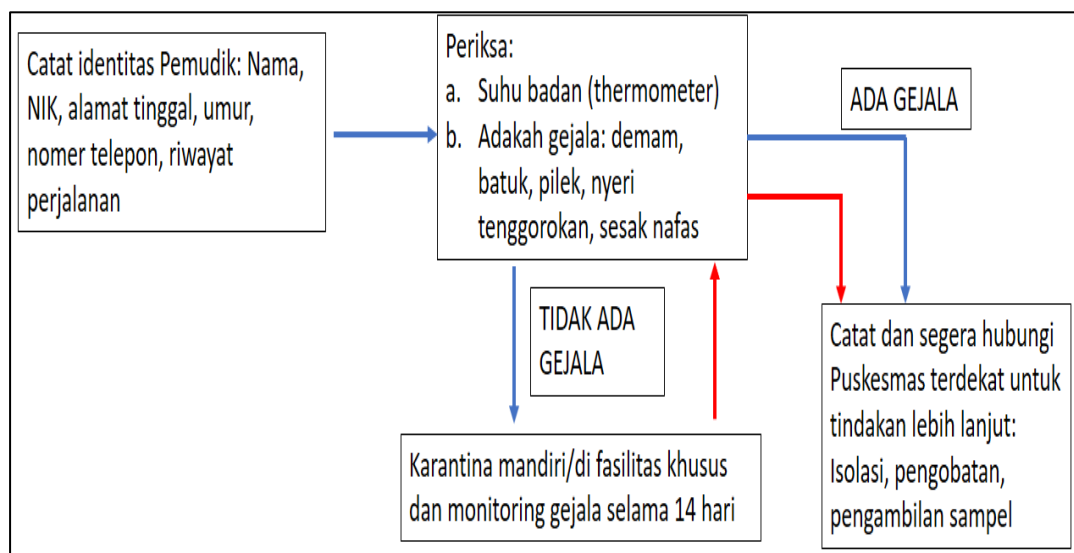 Catat identitas Pemudik: Nama,
NIK, alamat tinggal, umur,
nomer telepon, riwayat
perjalanan
Periksa:
a. Suhu badan (thermometer)
b. Adakah gejala: demam,
batuk, pilek, nyeri
tenggorokan, sesak nafas
ADA GEJALA
TIDAK ADA
GEJALA
Catat dan segera hubungi
Puskesmas terdekat untuk
tindakan lebih lanjut:
Isolasi, pengobatan,
pengambilan sampel
Karantina mandiri/di fasilitas khusus
dan monitoring gejala selama 14 hari